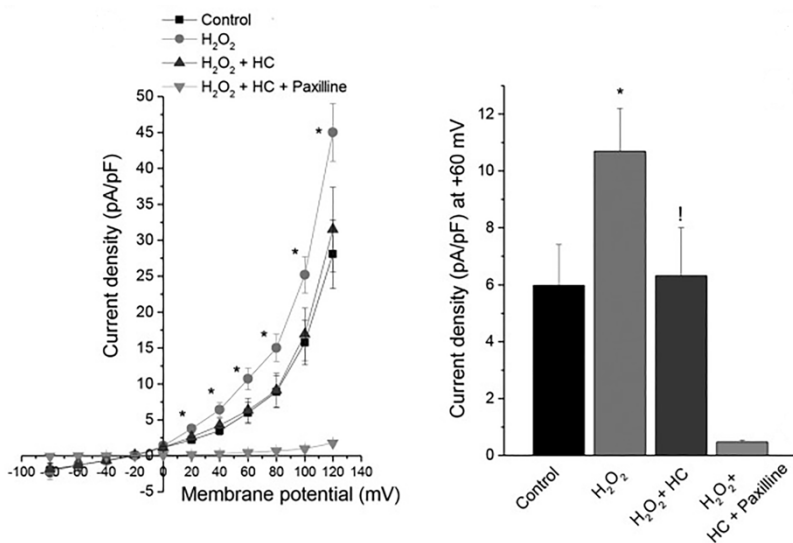 Control
H₂O₂
H₂O₂ + HC
H₂O₂ + HC + Paxilline
Current density (pA/pF)
50
45
40
35
30
25
20
15
10
5
0
-5
* * * * * * *
-100 -80 -60 -40 -20 0 20 40 60 80 100 120 140
Membrane potential (mV)
Current density (pA/pF) at +60 mV
12
10
8
6
4
2
0
*
!
Control
H₂O₂
H₂O₂+ HC
H₂O₂+
HC + Paxilline